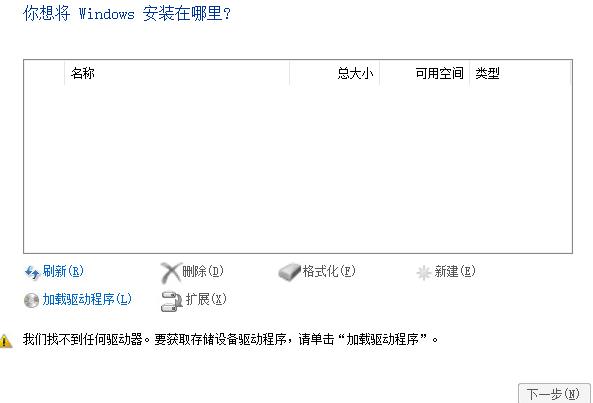 你想将 Windows 安装在哪里?
名称 总大小 可用空间 类型
刷新(R) 删除(D) 格式化(F) 新建(E)
加载驱动程序(L) 扩展(X)
我们找不到任何驱动器。要获取存储设备驱动程序，请单击“加载驱动程序”。
下一步(N)